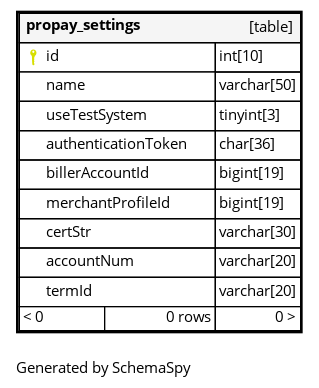 propay_settings [table]
id int[10]
name varchar[50]
useTestSystem tinyint[3]
authenticationToken char[36]
billerAccountId bigint[19]
merchantProfileId bigint[19]
certStr varchar[30]
accountNum varchar[20]
termId varchar[20]
< 0 0 rows 0 >
Generated by SchemaSpy